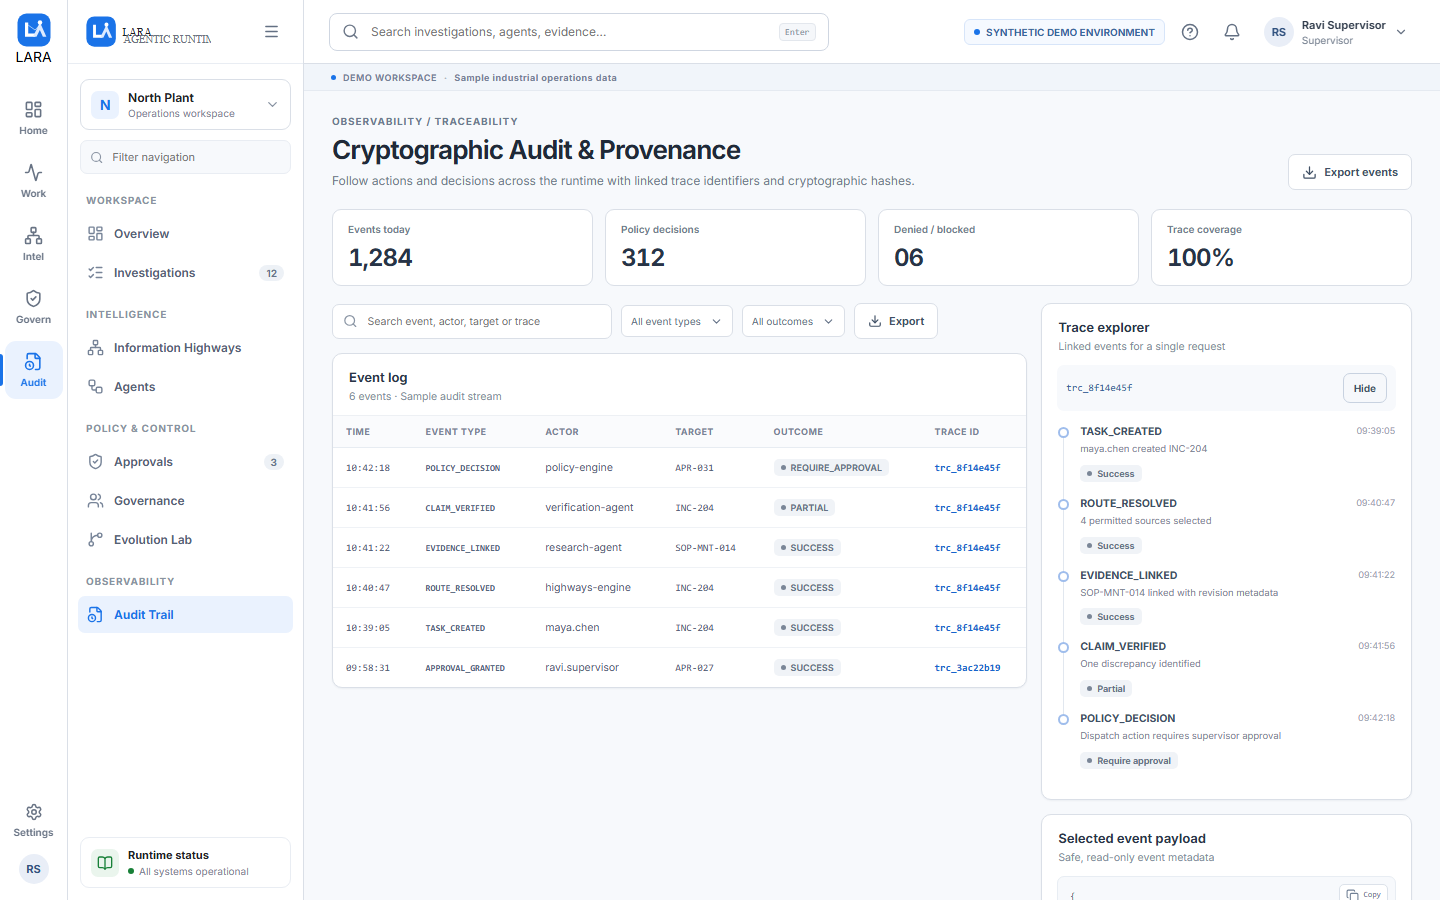 LARA
Home
Work
Intel
Govern
Audit
Settings
RS
LARA
AGENTIC RUNTIM
N
North Plant
Operations workspace
Filter navigation
WORKSPACE
Overview
Investigations 12
INTELLIGENCE
Information Highways
Agents
POLICY & CONTROL
Approvals 3
Governance
Evolution Lab
OBSERVABILITY
Audit Trail
Runtime status
All systems operational
Search investigations, agents, evidence... Enter
SYNTHETIC DEMO ENVIRONMENT
RS
Ravi Supervisor
Supervisor
DEMO WORKSPACE · Sample industrial operations data
OBSERVABILITY / TRACEABILITY
Cryptographic Audit & Provenance
Follow actions and decisions across the runtime with linked trace identifiers and cryptographic hashes.
Export events
Events today
1,284
Policy decisions
312
Denied / blocked
06
Trace coverage
100%
Search event, actor, target or trace
All event types
All outcomes
Export
Event log
6 events · Sample audit stream
TIME EVENT TYPE ACTOR TARGET OUTCOME TRACE ID
10:42:18 POLICY_DECISION policy-engine APR-031 REQUIRE_APPROVAL trc_8f14e45f
10:41:56 CLAIM_VERIFIED verification-agent INC-204 PARTIAL trc_8f14e45f
10:41:22 EVIDENCE_LINKED research-agent SOP-MNT-014 SUCCESS trc_8f14e45f
10:40:47 ROUTE_RESOLVED highways-engine INC-204 SUCCESS trc_8f14e45f
10:39:05 TASK_CREATED maya.chen INC-204 SUCCESS trc_8f14e45f
09:58:31 APPROVAL_GRANTED ravi.supervisor APR-027 SUCCESS trc_3ac22b19
Trace explorer
Linked events for a single request
trc_8f14e45f Hide
TASK_CREATED 09:39:05
maya.chen created INC-204
Success
ROUTE_RESOLVED 09:40:47
4 permitted sources selected
Success
EVIDENCE_LINKED 09:41:22
SOP-MNT-014 linked with revision metadata
Success
CLAIM_VERIFIED 09:41:56
One discrepancy identified
Partial
POLICY_DECISION 09:42:18
Dispatch action requires supervisor approval
Require approval
Selected event payload
Safe, read-only event metadata
{
Copy